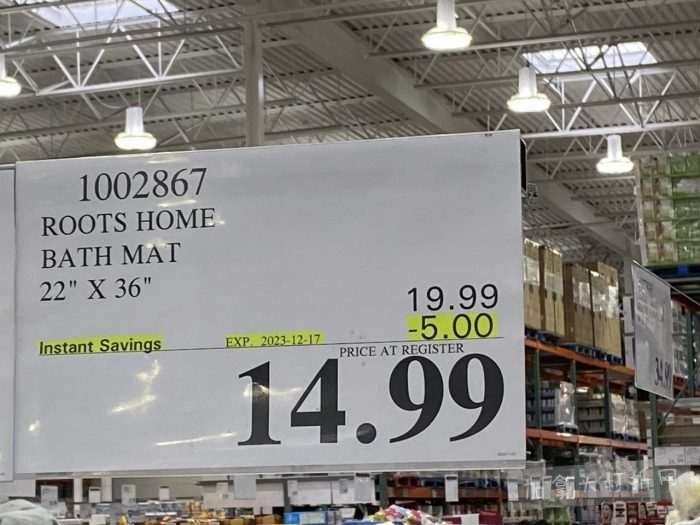 1002867
ROOTS HOME
BATH MAT
22" X 36"
19.99
-5.00
Instant Savings
EXP. 2023-12-17
PRICE AT REGISTER
14.99